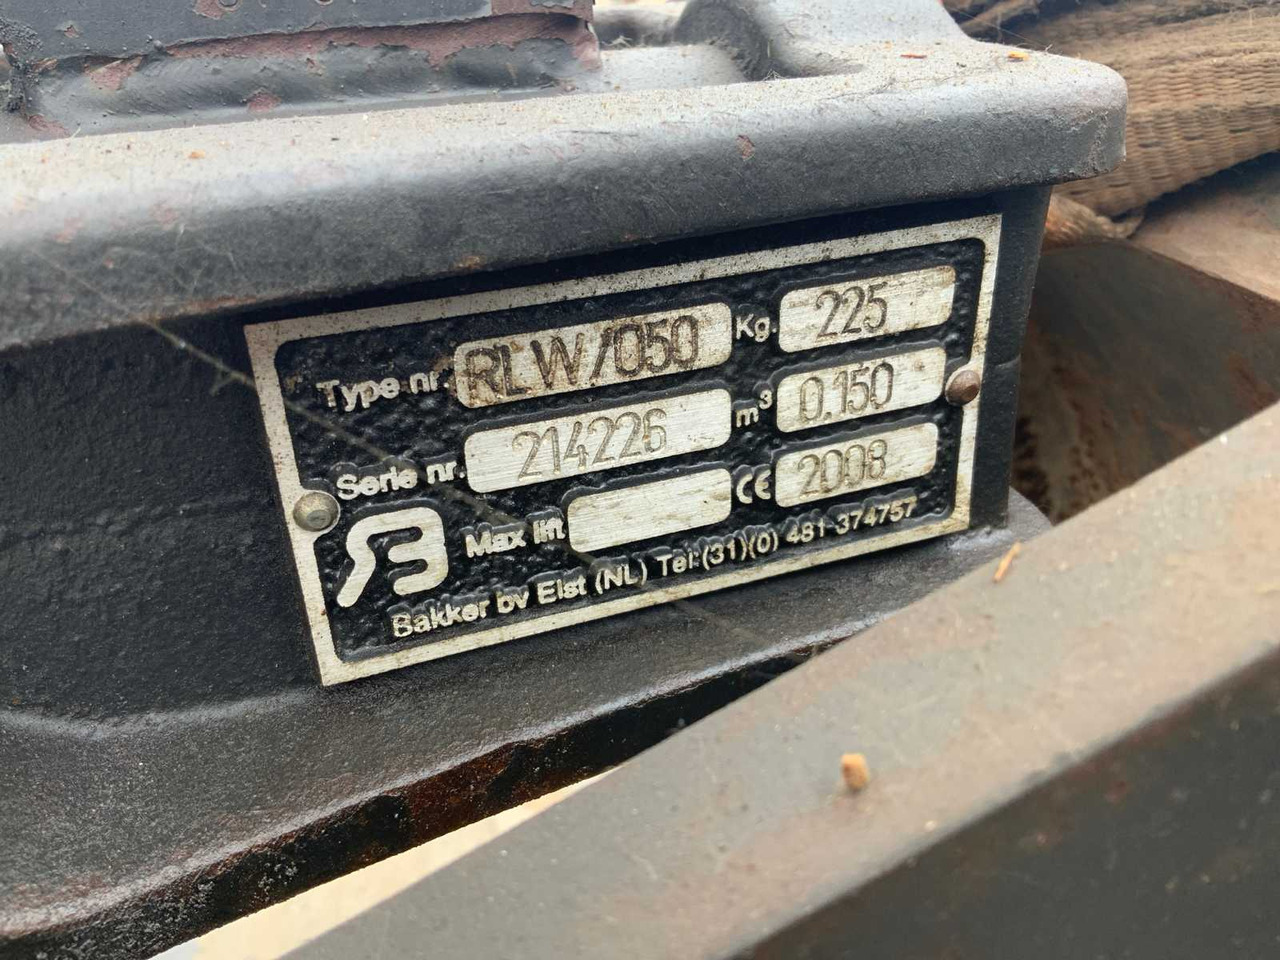 Type nr. RLW/050 Kg. 225
Serie nr. 214226 m³ 0.150
Max lift CE 2008
Bakker bv Elst (NL) Tel:(31)(0) 481-374757